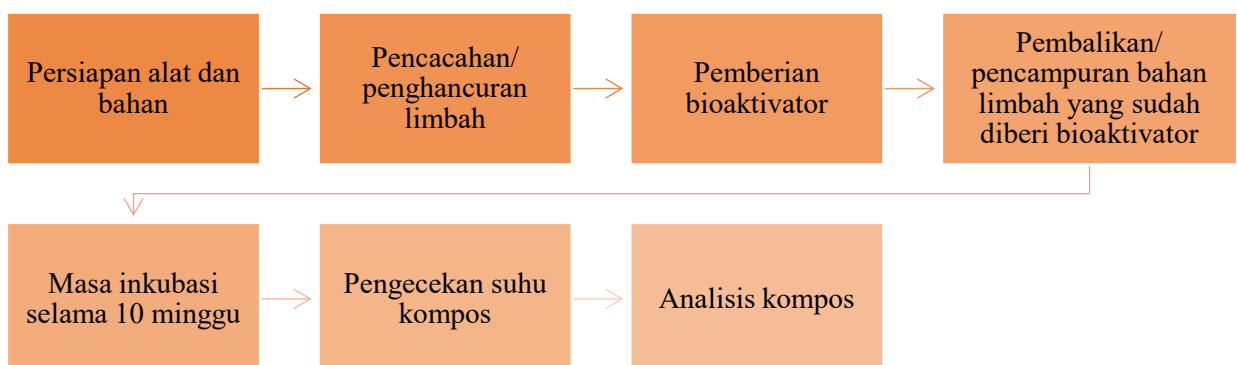 Persiapan alat dan
bahan
Pencacahan/
penghancuran
limbah
Pemberian
bioaktivator
Pembalikan/
pencampuran bahan
limbah yang sudah
diberi bioaktivator
Masa inkubasi
selama 10 minggu
Pengecekan suhu
kompos
Analisis kompos